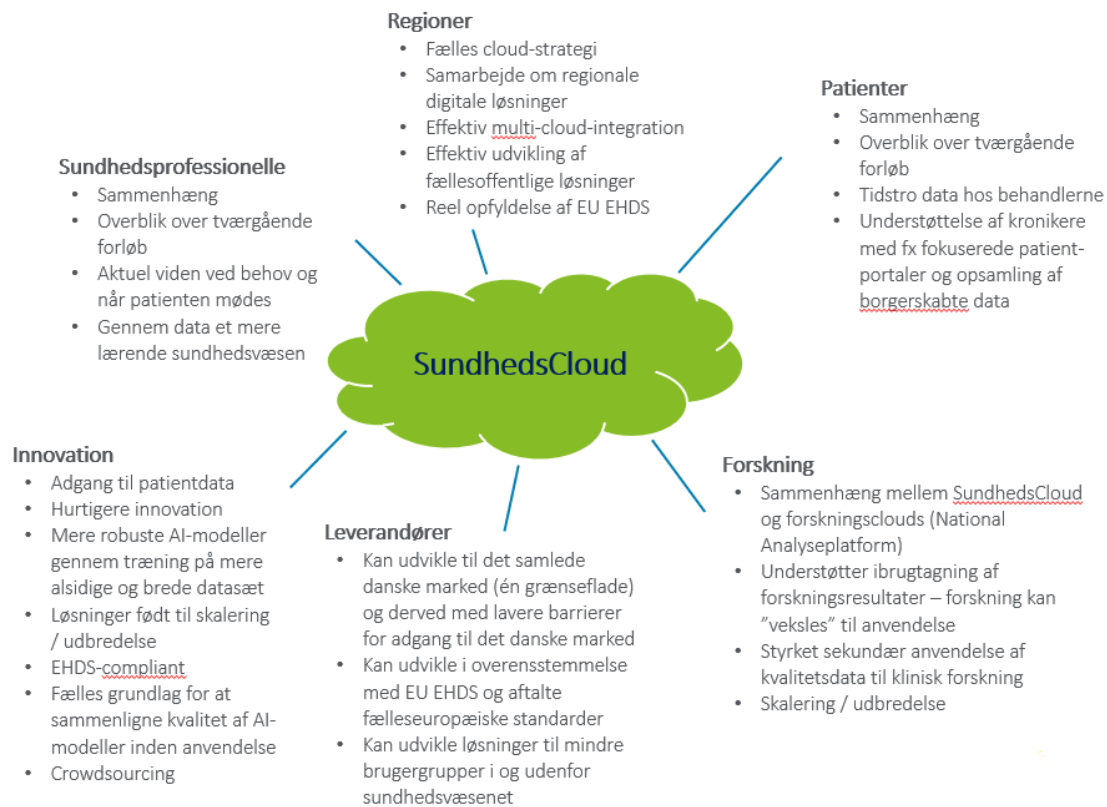 Regioner
• Fælles cloud-strategi
• Samarbejde om regionale
digitale løsninger
• Effektiv multi-cloud-integration
• Effektiv udvikling af
fællesoffentlige løsninger
• Reel opfyldelse af EU EHDS
Patienter
• Sammenhæng
• Overblik over tværgående
forløb
• Tidstro data hos behandlerne
• Understøttelse af kronikere
med fx fokuserede patient-
portaler og opsamling af
borgerskabte data
Sundhedsprofessionelle
• Sammenhæng
• Overblik over tværgående
forløb
• Aktuel viden ved behov og
når patienten mødes
• Gennem data et mere
lærende sundhedsvæsen
SundhedsCloud
Innovation
• Adgang til patientdata
• Hurtigere innovation
• Mere robuste AI-modeller
gennem træning på mere
alsidige og brede datasæt
• Løsninger født til skalering
/ udbredelse
• EHDS-compliant
• Fælles grundlag for at
sammenligne kvalitet af AI-
modeller inden anvendelse
• Crowdsourcing
Leverandører
• Kan udvikle til det samlede
danske marked (én grænseflade)
og derved med lavere barrierer
for adgang til det danske marked
• Kan udvikle i overensstemmelse
med EU EHDS og aftalte
fælleseuropæiske standarder
• Kan udvikle løsninger til mindre
brugergrupper i og udenfor
sundhedsvæsenet
Forskning
• Sammenhæng mellem SundhedsCloud
og forskningsclouds (National
Analyseplatform)
• Understøtter ibrugtagning af
forskningsresultater – forskning kan
”veksles” til anvendelse
• Styrket sekundær anvendelse af
kvalitetsdata til klinisk forskning
• Skalering / udbredelse